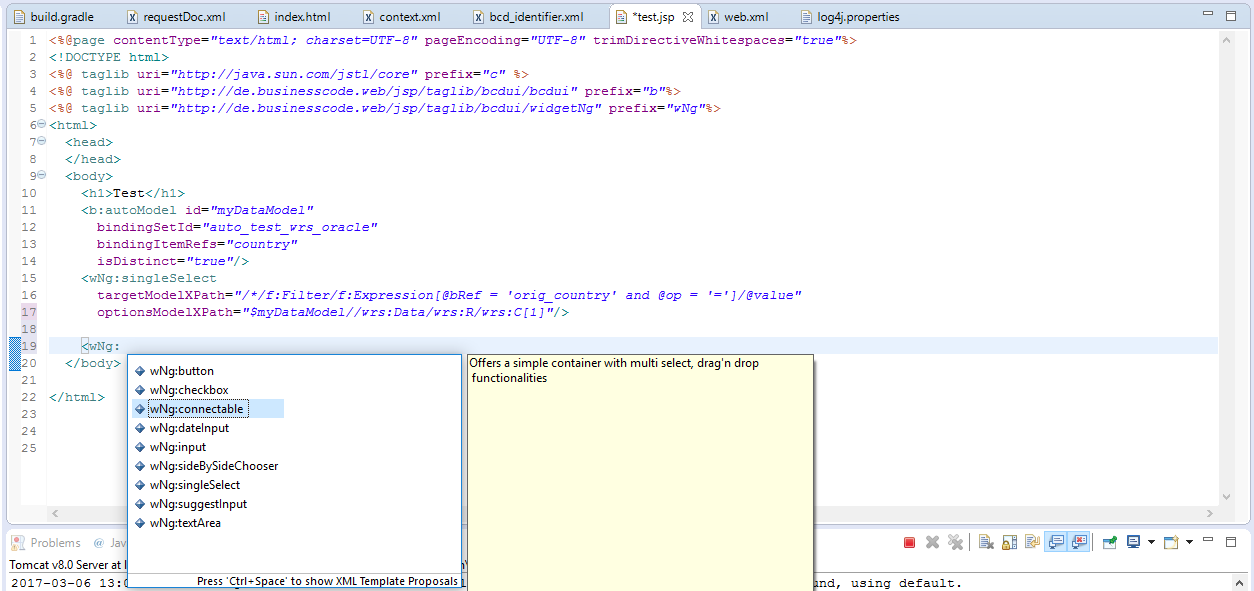 build.gradle requestDoc.xml index.html context.xml bcd_identifier.xml *test.jsp web.xml log4j.properties
1 <%@page contentType="text/html; charset=UTF-8" pageEncoding="UTF-8" trimDirectiveWhitespaces="true"%>
2 <!DOCTYPE html>
3 <%@ taglib uri="http://java.sun.com/jstl/core" prefix="c" %>
4 <%@ taglib uri="http://de.businesscode.web/jsp/taglib/bcdui/bcdui" prefix="b"%>
5 <%@ taglib uri="http://de.businesscode.web/jsp/taglib/bcdui/widgetNg" prefix="wNg"%>
6 <html>
7 <head>
8 </head>
9 <body>
10 <h1>Test</h1>
11 <b:autoModel id="myDataModel"
12 bindingSetId="auto_test_wrs_oracle"
13 bindingItemRefs="country"
14 isDistinct="true"/>
15 <wNg:singleSelect
16 targetModelXPath="/*/f:Filter/f:Expression[@bRef = 'orig_country' and @op = '=']/@value"
17 optionsModelXPath="$myDataModel//wrs:Data/wrs:R/wrs:C[1]"/>
18
19 <wNg:
20 </body>
21
22 </html>
23
24
25
wNg:button
wNg:checkbox
wNg:connectable
wNg:dateInput
wNg:input
wNg:sideBySideChooser
wNg:singleSelect
wNg:suggestInput
wNg:textArea
Press 'Ctrl+Space' to show XML Template Proposals
Offers a simple container with multi select, drag'n drop
functionalities
Problems @ Jav
Tomcat v8.0 Server at
2017-03-06 13: nd, using default.